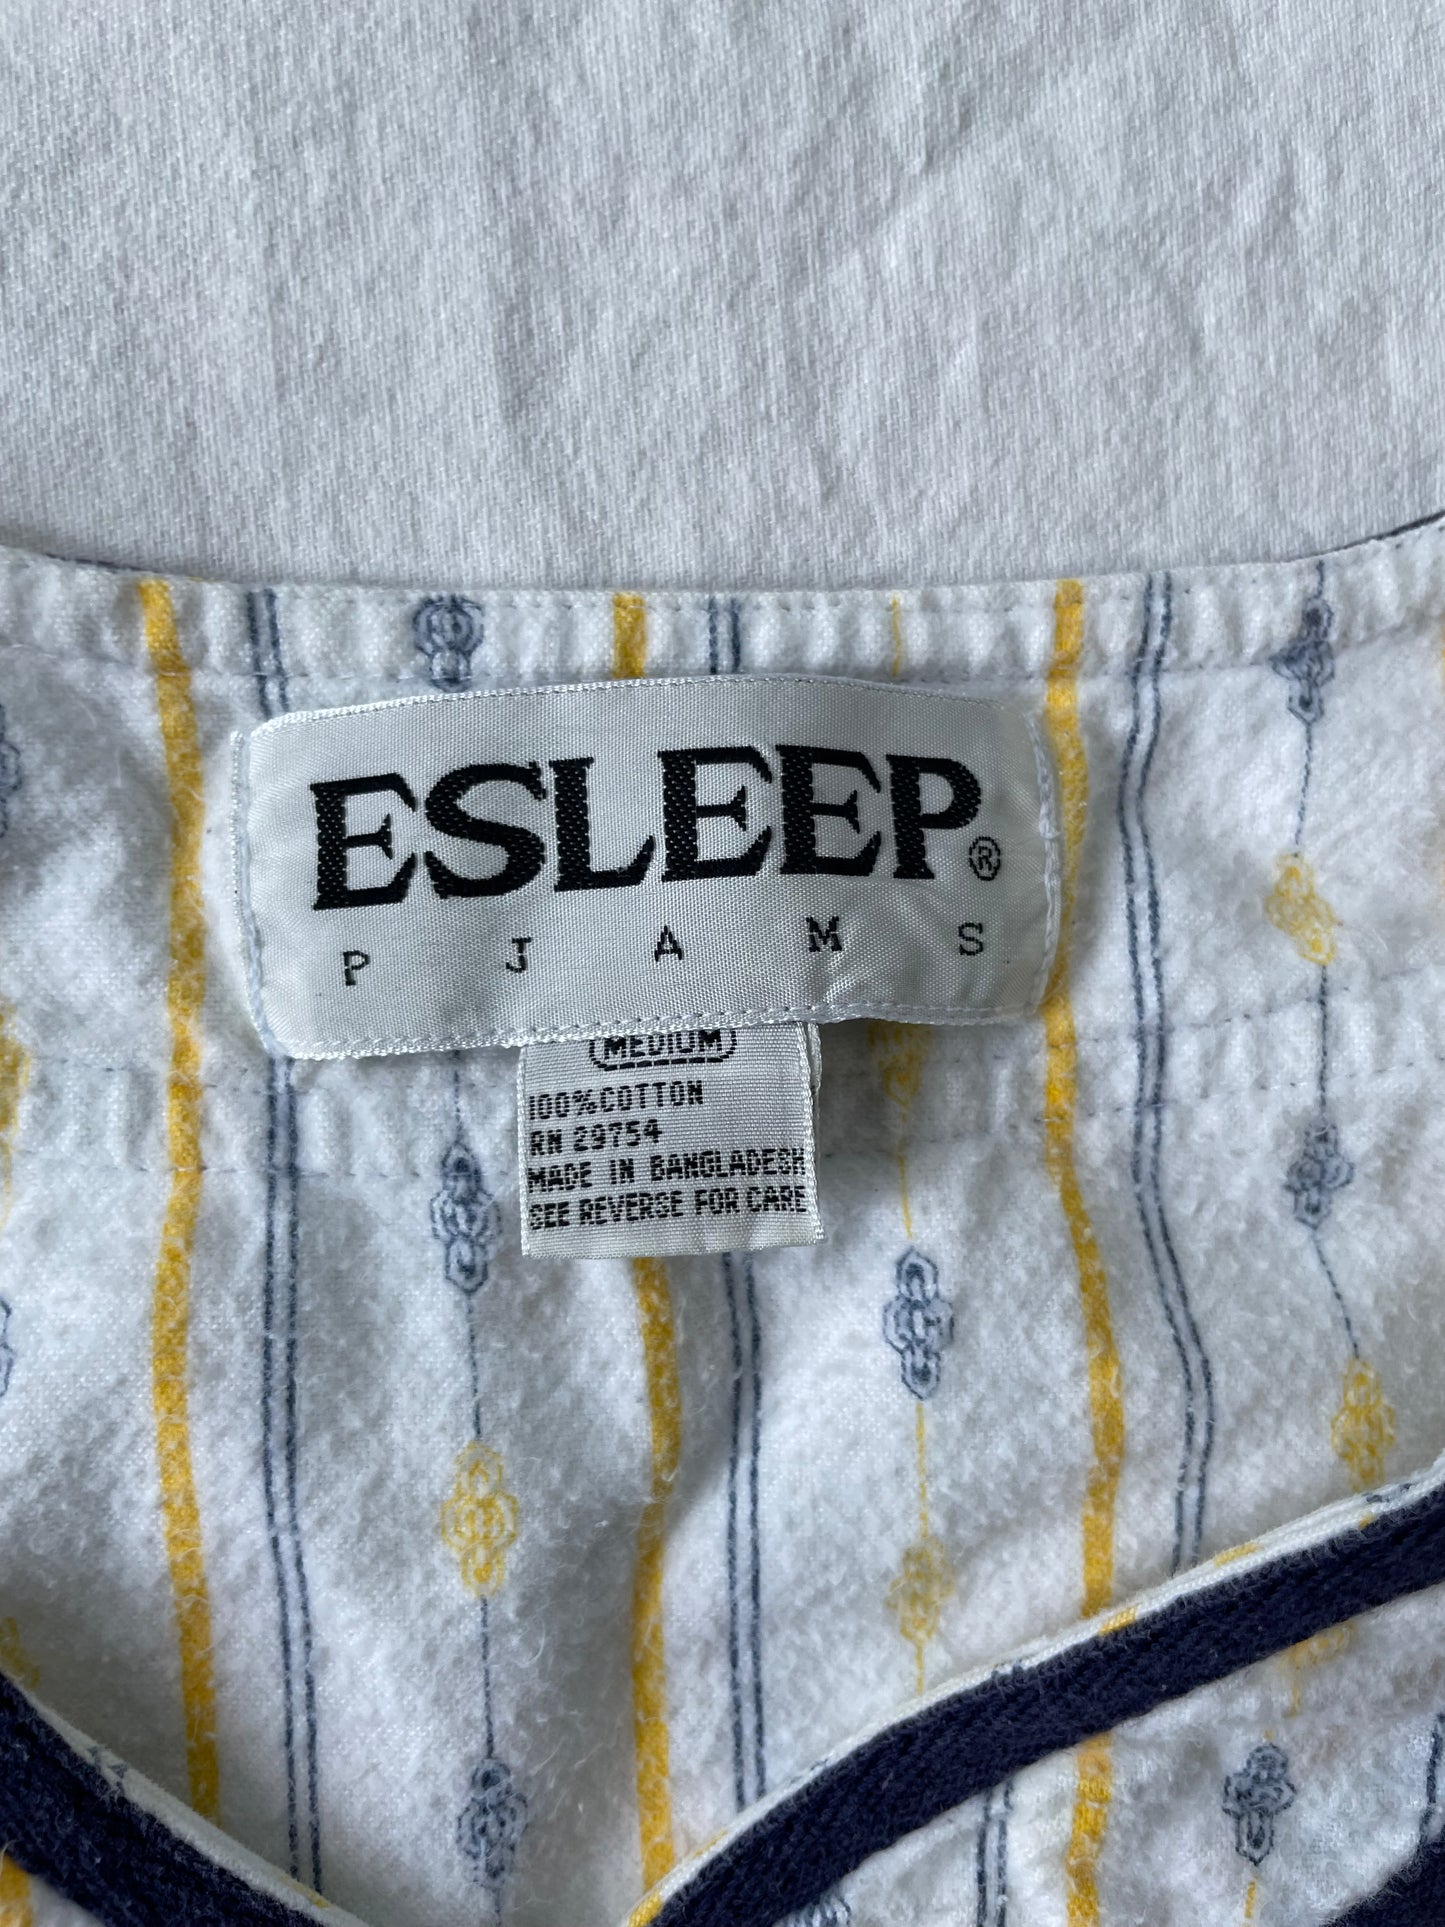 ESLEEP®
P J A M S
MEDIUM
100%COTTON
RN 29754
MADE IN BANGLADESH
SEE REVERSE FOR CARE